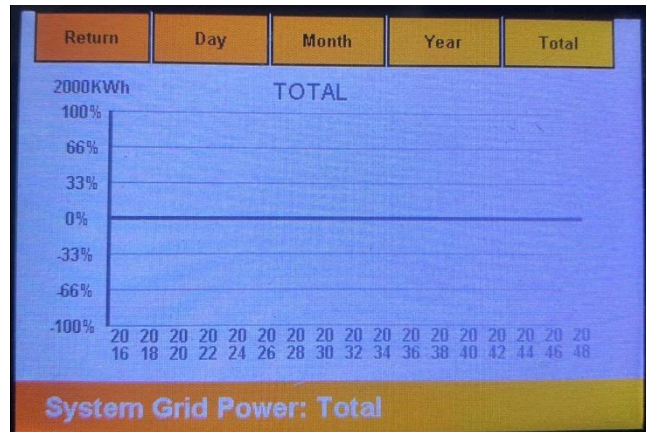 Return Day Month Year Total
2000KWh
TOTAL
100%
66%
33%
0%
-33%
-66%
-100%
20 20 20 20 20 20 20 20 20 20 20 20 20 20 20 20 20
16 18 20 22 24 26 28 30 32 34 36 38 40 42 44 46 48
System Grid Power: Total